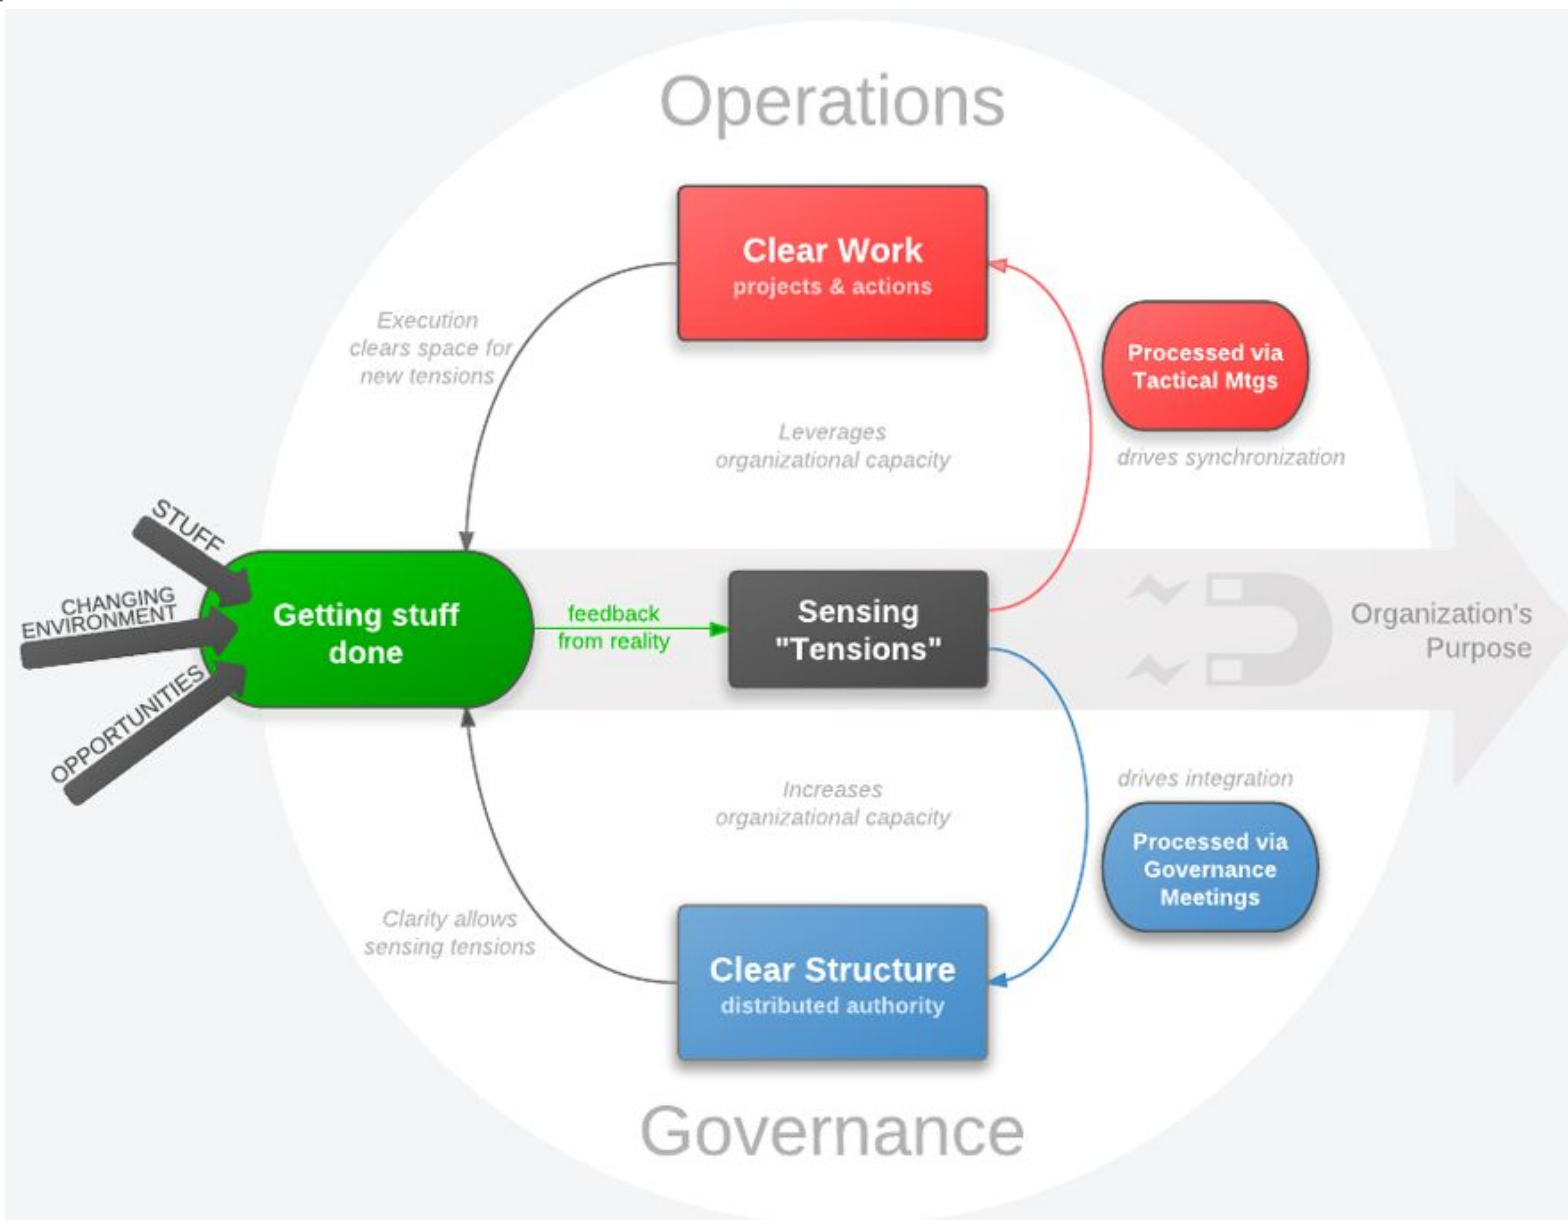 Operations
Clear Work
projects & actions
Execution
clears space for
new tensions
Processed via
Tactical Mtgs
Leverages
organizational capacity
drives synchronization
STUFF
CHANGING
ENVIRONMENT
OPPORTUNITIES
Getting stuff
done
feedback
from reality
Sensing
"Tensions"
Organization's
Purpose
Increases
organizational capacity
drives integration
Processed via
Governance
Meetings
Clarity allows
sensing tensions
Clear Structure
distributed authority
Governance